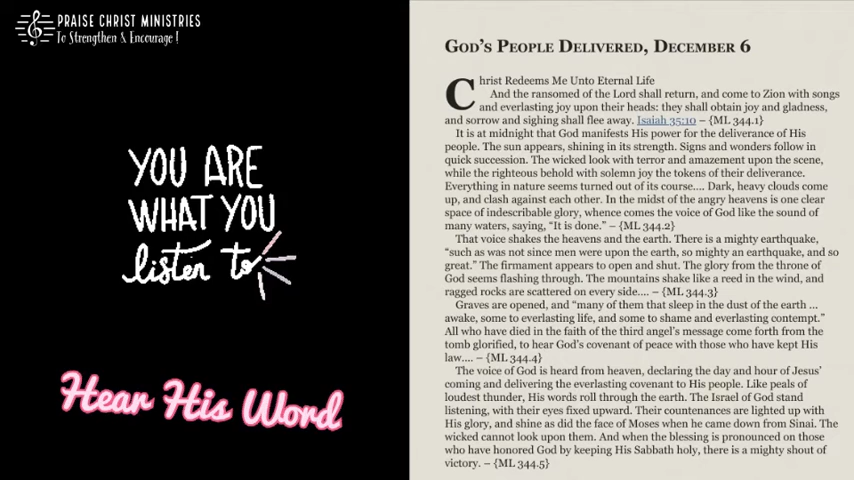 PRAISE CHRIST MINISTRIES
To Strengthen & Encourage !
YOU ARE
WHAT YOU
listen to
Hear His Word
God's People Delivered, December 6
Christ Redeems Me Unto Eternal Life
And the ransomed of the Lord shall return, and come to Zion with songs
and everlasting joy upon their heads: they shall obtain joy and gladness,
and sorrow and sighing shall flee away. Isaiah 35:10 – {ML 344.1}
It is at midnight that God manifests His power for the deliverance of His
people. The sun appears, shining in its strength. Signs and wonders follow in
quick succession. The wicked look with terror and amazement upon the scene,
while the righteous behold with solemn joy the tokens of their deliverance.
Everything in nature seems turned out of its course.... Dark, heavy clouds come
up, and clash against each other. In the midst of the angry heavens is one clear
space of indescribable glory, whence comes the voice of God like the sound of
many waters, saying, “It is done.” – {ML 344.2}
That voice shakes the heavens and the earth. There is a mighty earthquake,
“such as was not since men were upon the earth, so mighty an earthquake, and so
great.” The firmament appears to open and shut. The glory from the throne of
God seems flashing through. The mountains shake like a reed in the wind, and
ragged rocks are scattered on every side.... – {ML 344.3}
Graves are opened, and “many of them that sleep in the dust of the earth ...
awake, some to everlasting life, and some to shame and everlasting contempt.”
All who have died in the faith of the third angel's message come forth from the
tomb glorified, to hear God's covenant of peace with those who have kept His
law.... – {ML 344.4}
The voice of God is heard from heaven, declaring the day and hour of Jesus'
coming and delivering the everlasting covenant to His people. Like peals of
loudest thunder, His words roll through the earth. The Israel of God stand
listening, with their eyes fixed upward. Their countenances are lighted up with
His glory, and shine as did the face of Moses when he came down from Sinai. The
wicked cannot look upon them. And when the blessing is pronounced on those
who have honored God by keeping His Sabbath holy, there is a mighty shout of
victory. – {ML 344.5}